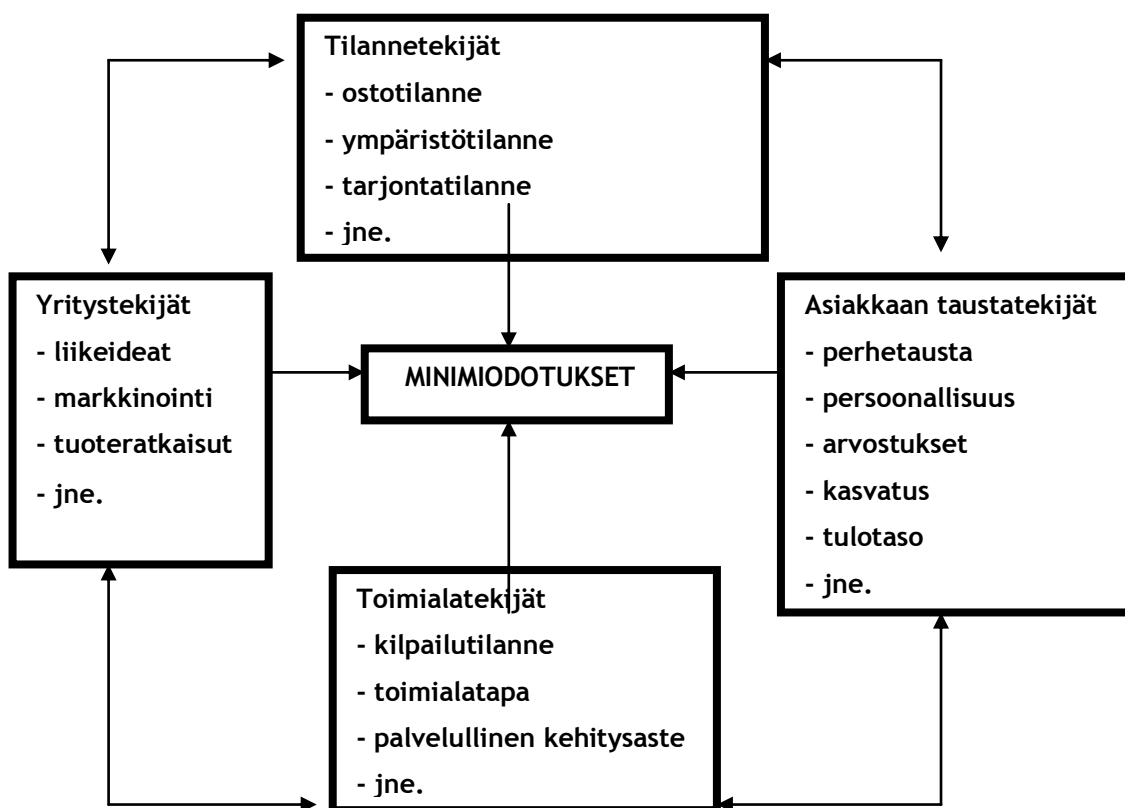 Tilannetekijät
- ostotilanne
- ympäristötilanne
- tarjontatilanne
- jne.
Yritystekijät
- liikeideat
- markkinointi
- tuoteratkaisut
- jne.
MINIMIODOTUKSET
Asiakkaan taustatekijät
- perhetausta
- persoonallisuus
- arvostukset
- kasvatus
- tulotaso
- jne.
Toimialatekijät
- kilpailutilanne
- toimialatapa
- palvelullinen kehitysaste
- jne.